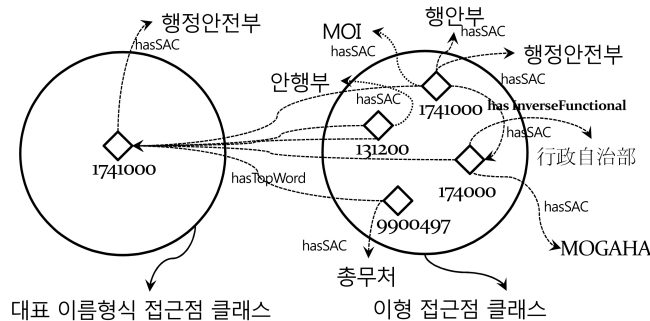 행정안전부
hasSAC
1741000
hasTopWord
대표 이름형식 접근점 클래스
MOI
hasSAC
행안부
hasSAC
행정안전부
hasSAC
안행부
hasSAC
1741000
has InverseFunctional
hasSAC
131200
行政自治部
174000
hasSAC
MOGAHA
9900497
hasSAC
총무처
이형 접근점 클래스